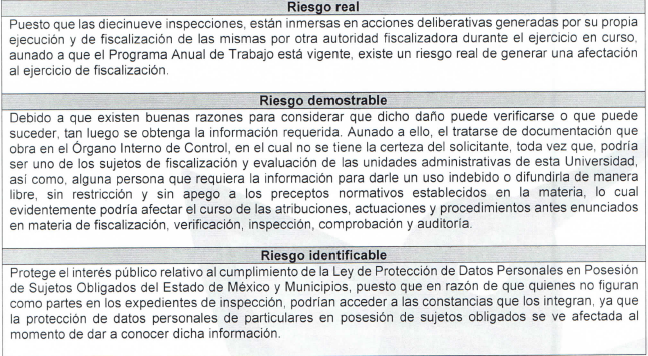 Riesgo real
Puesto que las diecinueve inspecciones, están inmersas en acciones deliberativas generadas por su propia
ejecución y de fiscalización de las mismas por otra autoridad fiscalizadora durante el ejercicio en curso,
aunado a que el Programa Anual de Trabajo está vigente, existe un riesgo real de generar una afectación
al ejercicio de fiscalización.
Riesgo demostrable
Debido a que existen buenas razones para considerar que dicho daño puede verificarse o que puede
suceder, tan luego se obtenga la información requerida. Aunado a ello, el tratarse de documentación que
obra en el Órgano Interno de Control, en el cual no se tiene la certeza del solicitante, toda vez que, podría
ser uno de los sujetos de fiscalización y evaluación de las unidades administrativas de esta Universidad,
así como, alguna persona que requiera la información para darle un uso indebido o difundirla de manera
libre, sin restricción y sin apego a los preceptos normativos establecidos en la materia, lo cual
evidentemente podría afectar el curso de las atribuciones, actuaciones y procedimientos antes enunciados
en materia de fiscalización, verificación, inspección, comprobación y auditoría.
Riesgo identificable
Protege el interés público relativo al cumplimiento de la Ley de Protección de Datos Personales en Posesión
de Sujetos Obligados del Estado de México y Municipios, puesto que en razón de que quienes no figuran
como partes en los expedientes de inspección, podrían acceder a las constancias que los integran, ya que
la protección de datos personales de particulares en posesión de sujetos obligados se ve afectada al
momento de dar a conocer dicha información.